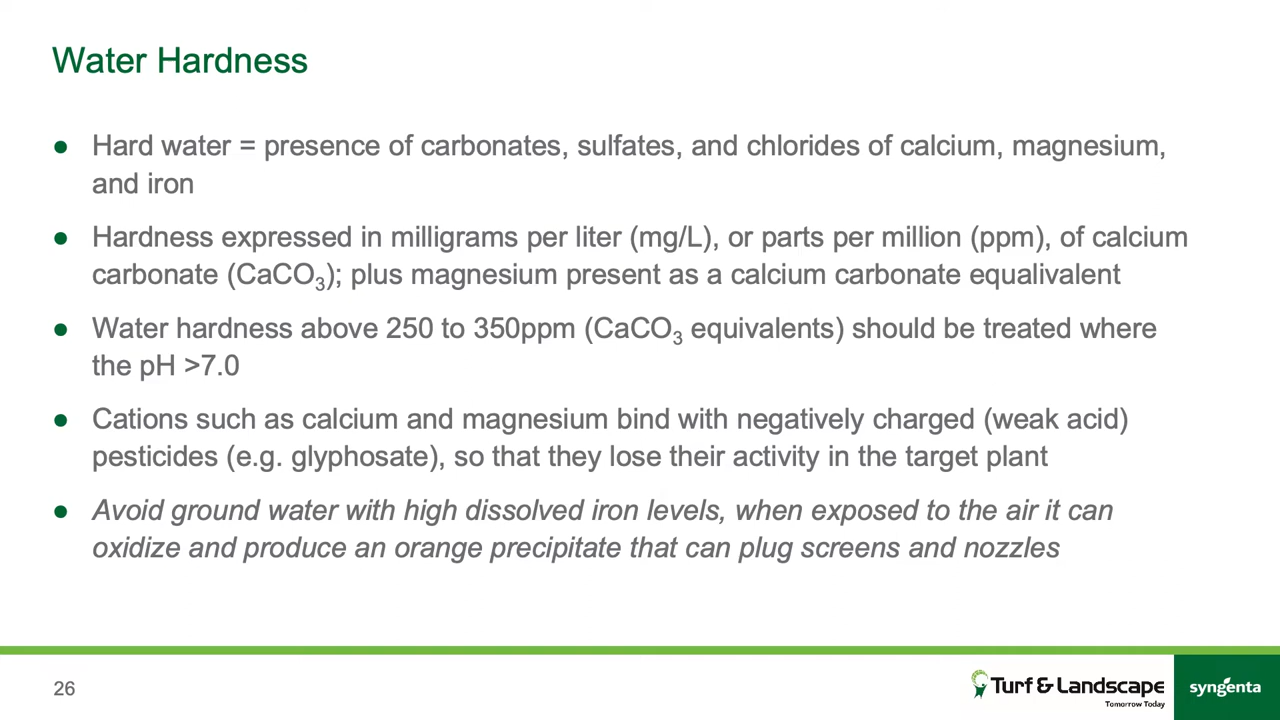 Water Hardness
● Hard water = presence of carbonates, sulfates, and chlorides of calcium, magnesium,
and iron
● Hardness expressed in milligrams per liter (mg/L), or parts per million (ppm), of calcium
carbonate (CaCO₃); plus magnesium present as a calcium carbonate equalivalent
● Water hardness above 250 to 350ppm (CaCO₃ equivalents) should be treated where
the pH >7.0
● Cations such as calcium and magnesium bind with negatively charged (weak acid)
pesticides (e.g. glyphosate), so that they lose their activity in the target plant
● Avoid ground water with high dissolved iron levels, when exposed to the air it can
oxidize and produce an orange precipitate that can plug screens and nozzles
26
Turf & Landscape
Tomorrow Today
syngenta